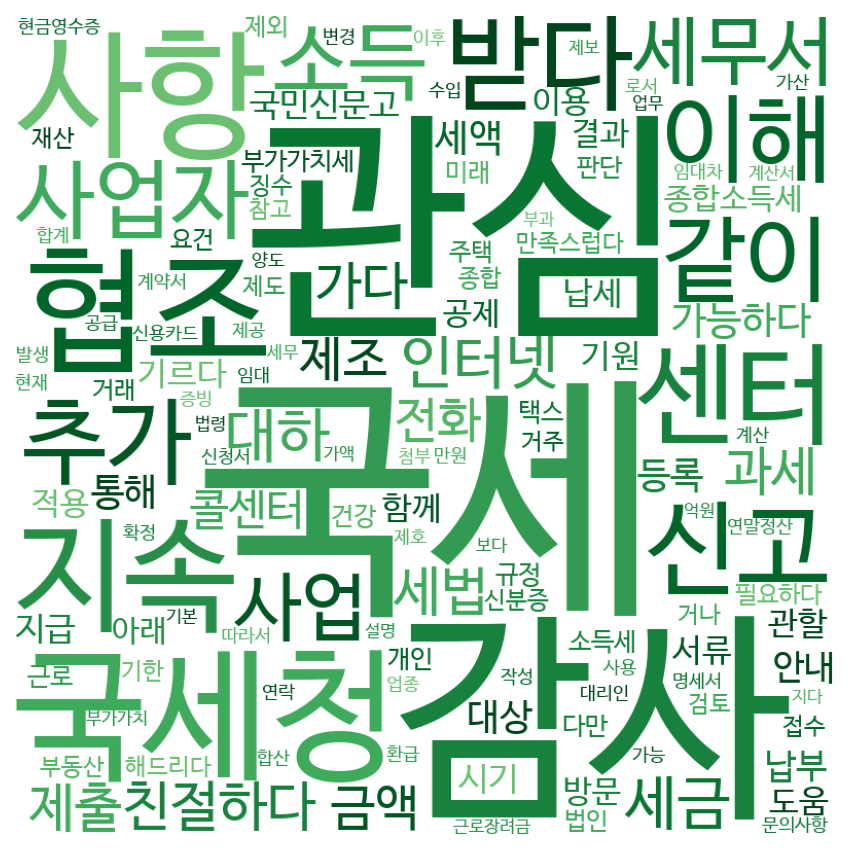 현금영수증
제외
변경
이후
받다
제보
세무서
사항
소득
수입
로서
가산
국민신문고
이용
업무
재산
세액
결과
이해
사업자
부가가치세
관심
미래
판단
임대차
계산서
징수
종합소득세
참고
부과
합계
요건
주택
만족스럽다
같이
협조
양도
가다
종합
계약서
제도
납세
공급
공제
가능하다
신용카드
제공
발생
제조
인터넷
기원
센터
세무
현재
기르다
임대
거래
증빙
추가
대하
전화
택스
법령
거주
계산
신청서
가액
첨부
만원
국세
과세
통해
등록
적용
콜센터
건강
함께
신고
억원
지속
확정
제호
보다
연말정산
사업
세법
규정
신분증
필요하다
기본
지급
아래
따라서
설명
감사
거나
관할
국세청
소득세
서류
근로
기한
개인
사용
안내
업종
작성
명세서
연락
대리인
검토
지다
부가가치
대상
다만
접수
부동산
해드리다
합산
환급
가능
시기
납부
제출
친절하다
금액
방문
세금
도움
법인
근로장려금
문의사항